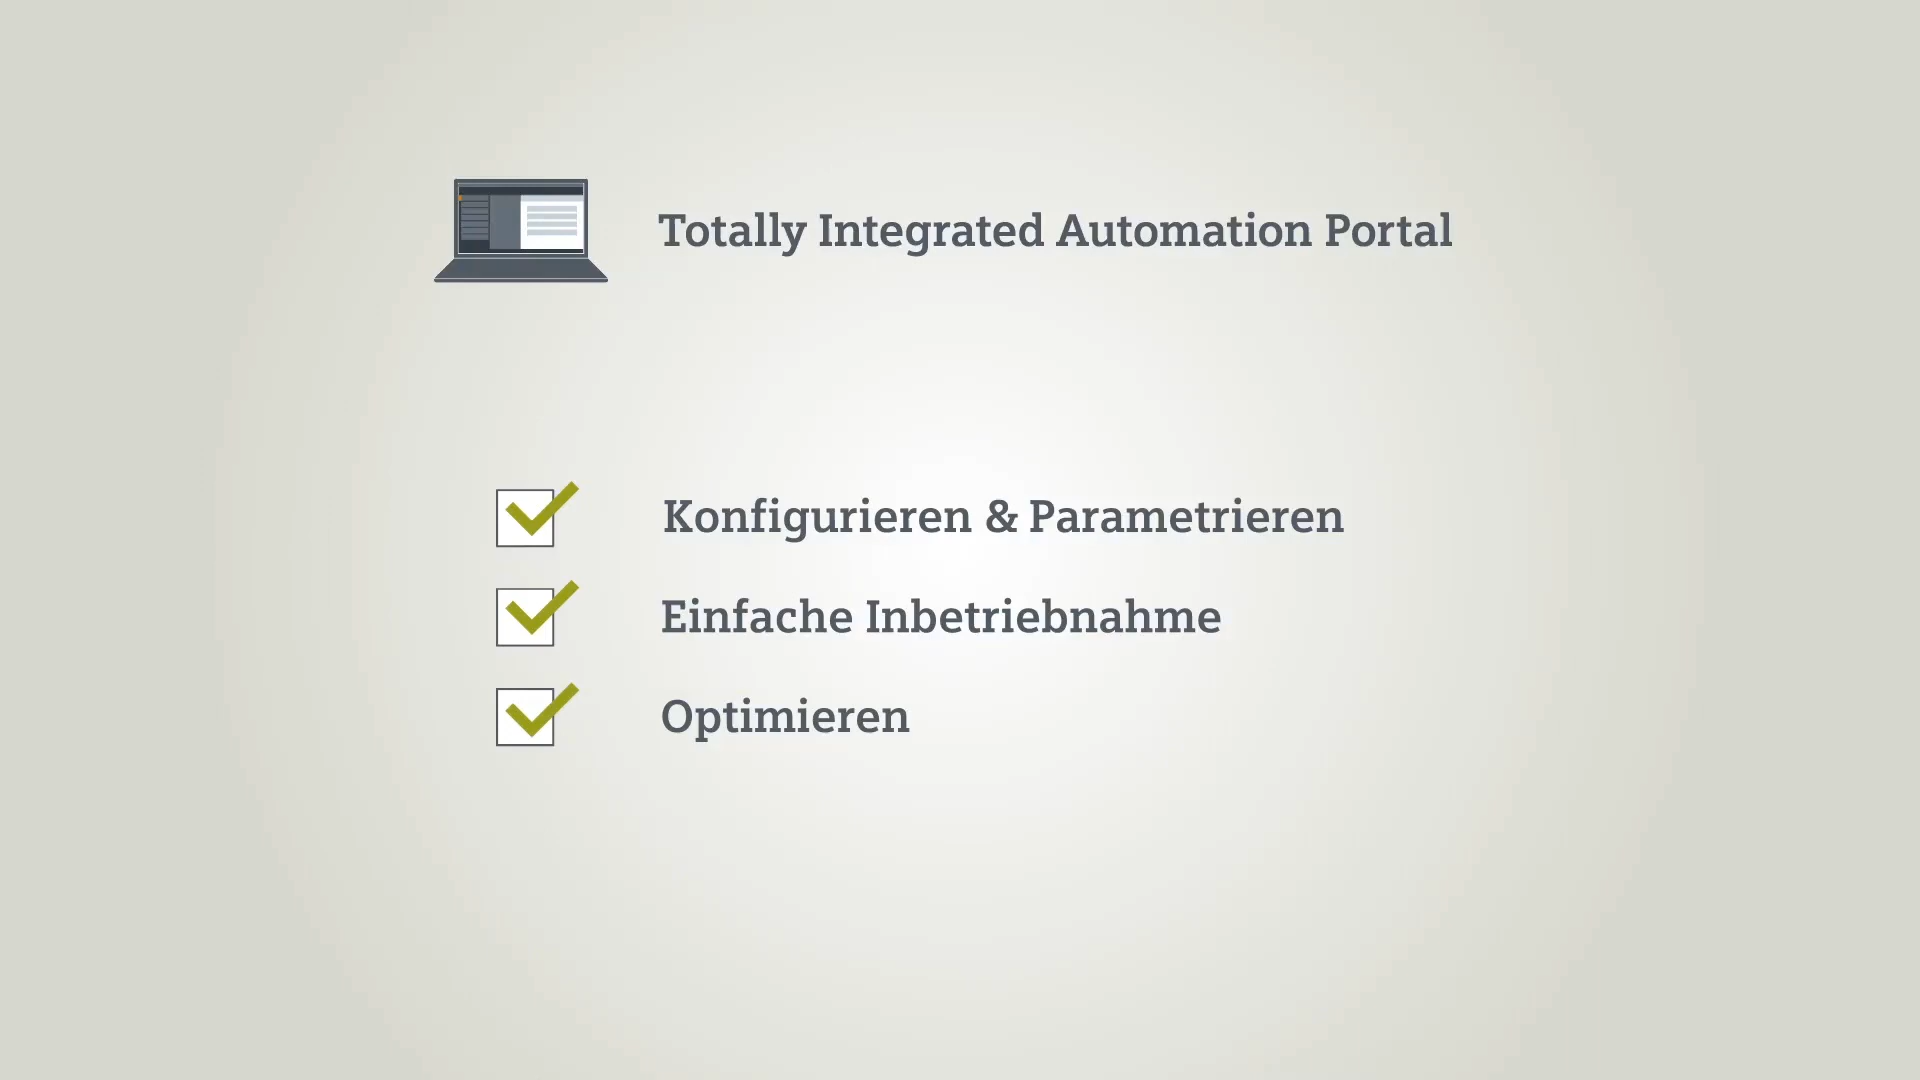 Totally Integrated Automation Portal
Konfigurieren & Parametrieren
Einfache Inbetriebnahme
Optimieren